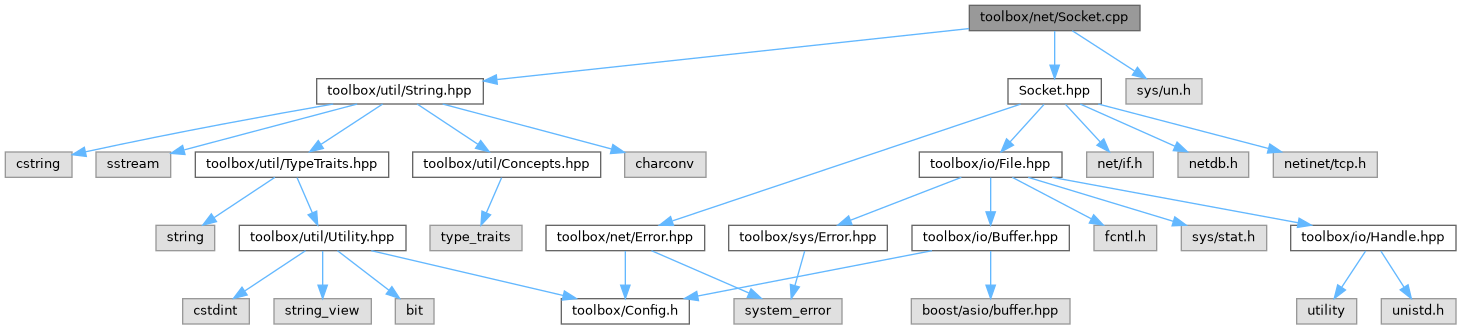 toolbox/net/Socket.cpp
toolbox/util/String.hpp
Socket.hpp
sys/un.h
cstring
sstream
toolbox/util/TypeTraits.hpp
toolbox/util/Concepts.hpp
charconv
toolbox/io/File.hpp
net/if.h
netdb.h
netinet/tcp.h
string
toolbox/util/Utility.hpp
type_traits
toolbox/net/Error.hpp
toolbox/sys/Error.hpp
toolbox/io/Buffer.hpp
fcntl.h
sys/stat.h
toolbox/io/Handle.hpp
cstdint
string_view
bit
toolbox/Config.h
system_error
boost/asio/buffer.hpp
utility
unistd.h